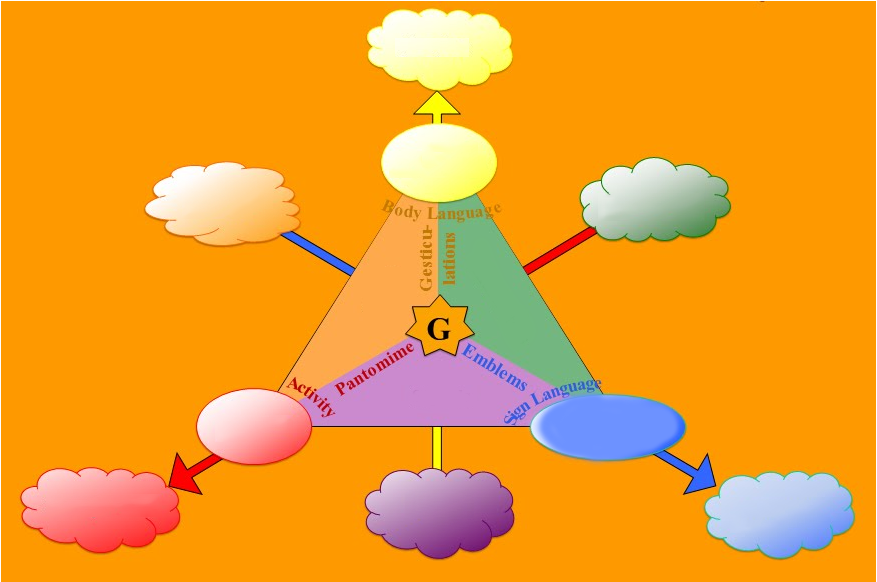 Body Language
Gesticu-
lations
G
Pantomime
Activity
Emblems
Sign Language